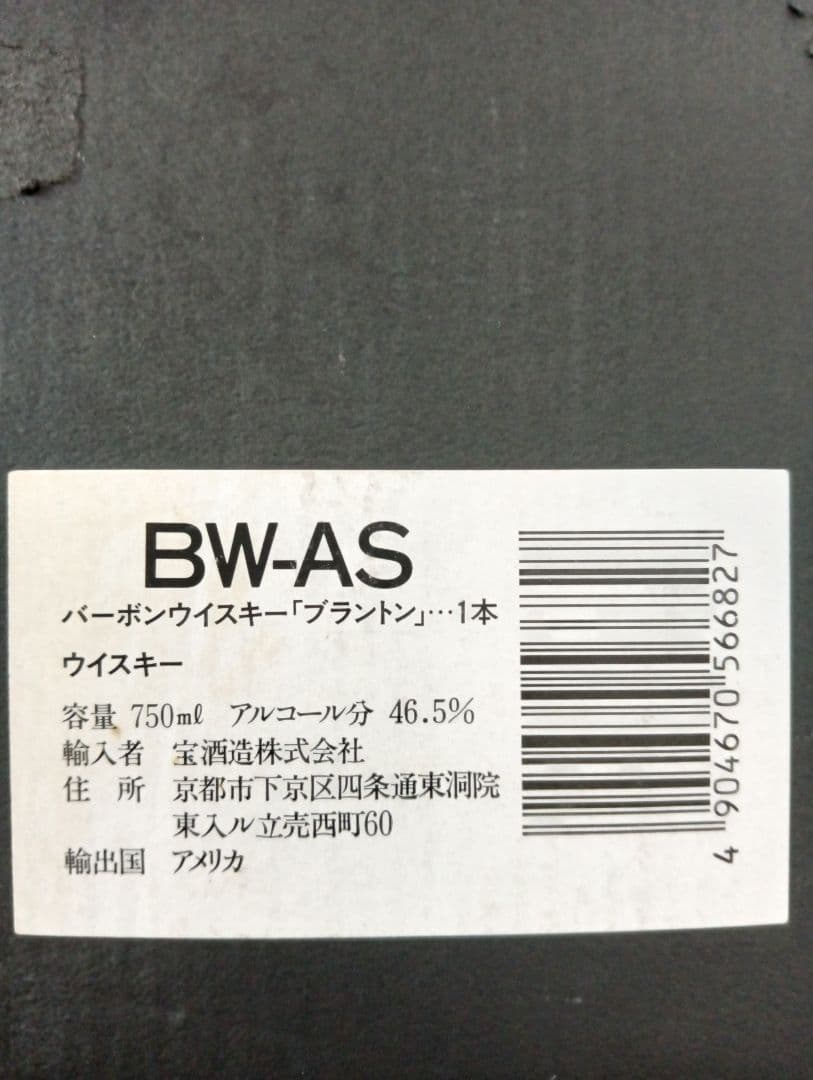 BW-AS
バーボンウイスキー「ブラントン」…1本
ウイスキー
容量 750mℓ アルコール分 46.5%
輸入者 宝酒造株式会社
住 所 京都市下京区四条通東洞院
東入ル立売西町60
輸出国 アメリカ
4904670566827